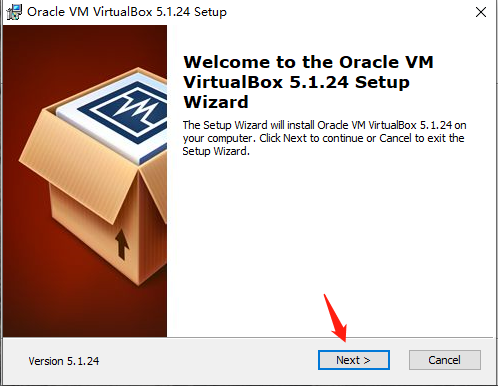 Oracle VM VirtualBox 5.1.24 Setup
Welcome to the Oracle VM
VirtualBox 5.1.24 Setup
Wizard
The Setup Wizard will install Oracle VM VirtualBox 5.1.24 on
your computer. Click Next to continue or Cancel to exit the
Setup Wizard.
Version 5.1.24
Next >
Cancel